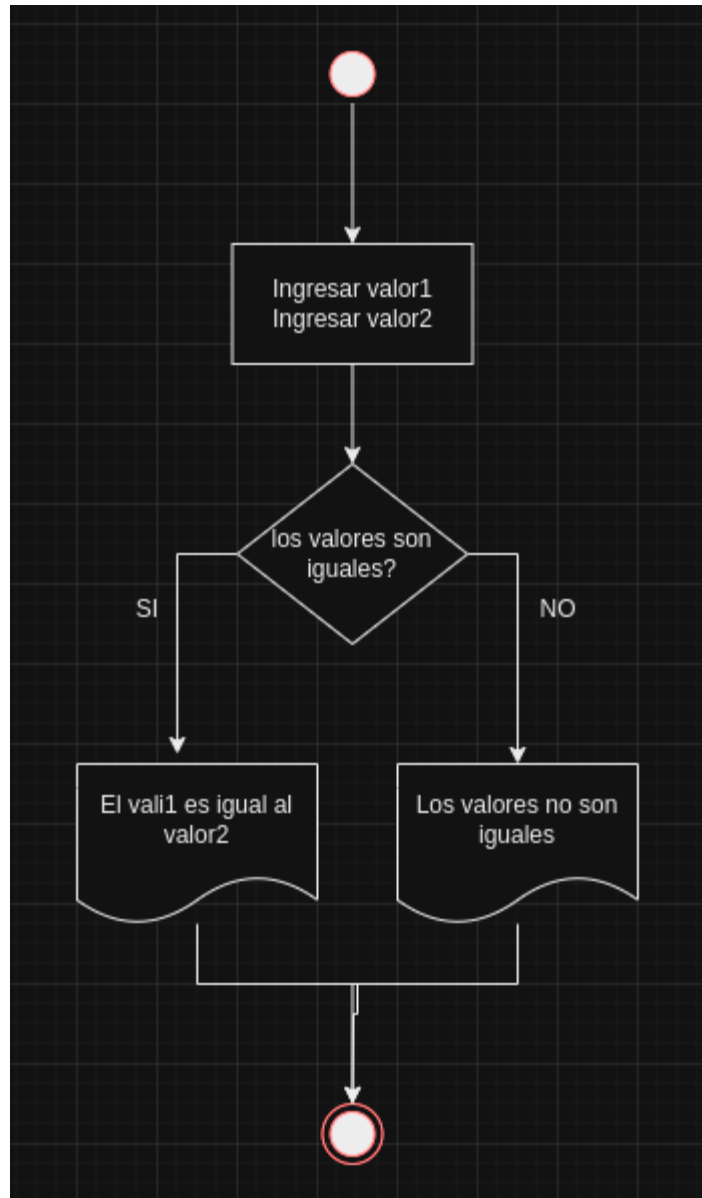 Ingresar valor1
Ingresar valor2
los valores son
iguales?
SI
NO
El vali1 es igual al
valor2
Los valores no son
iguales